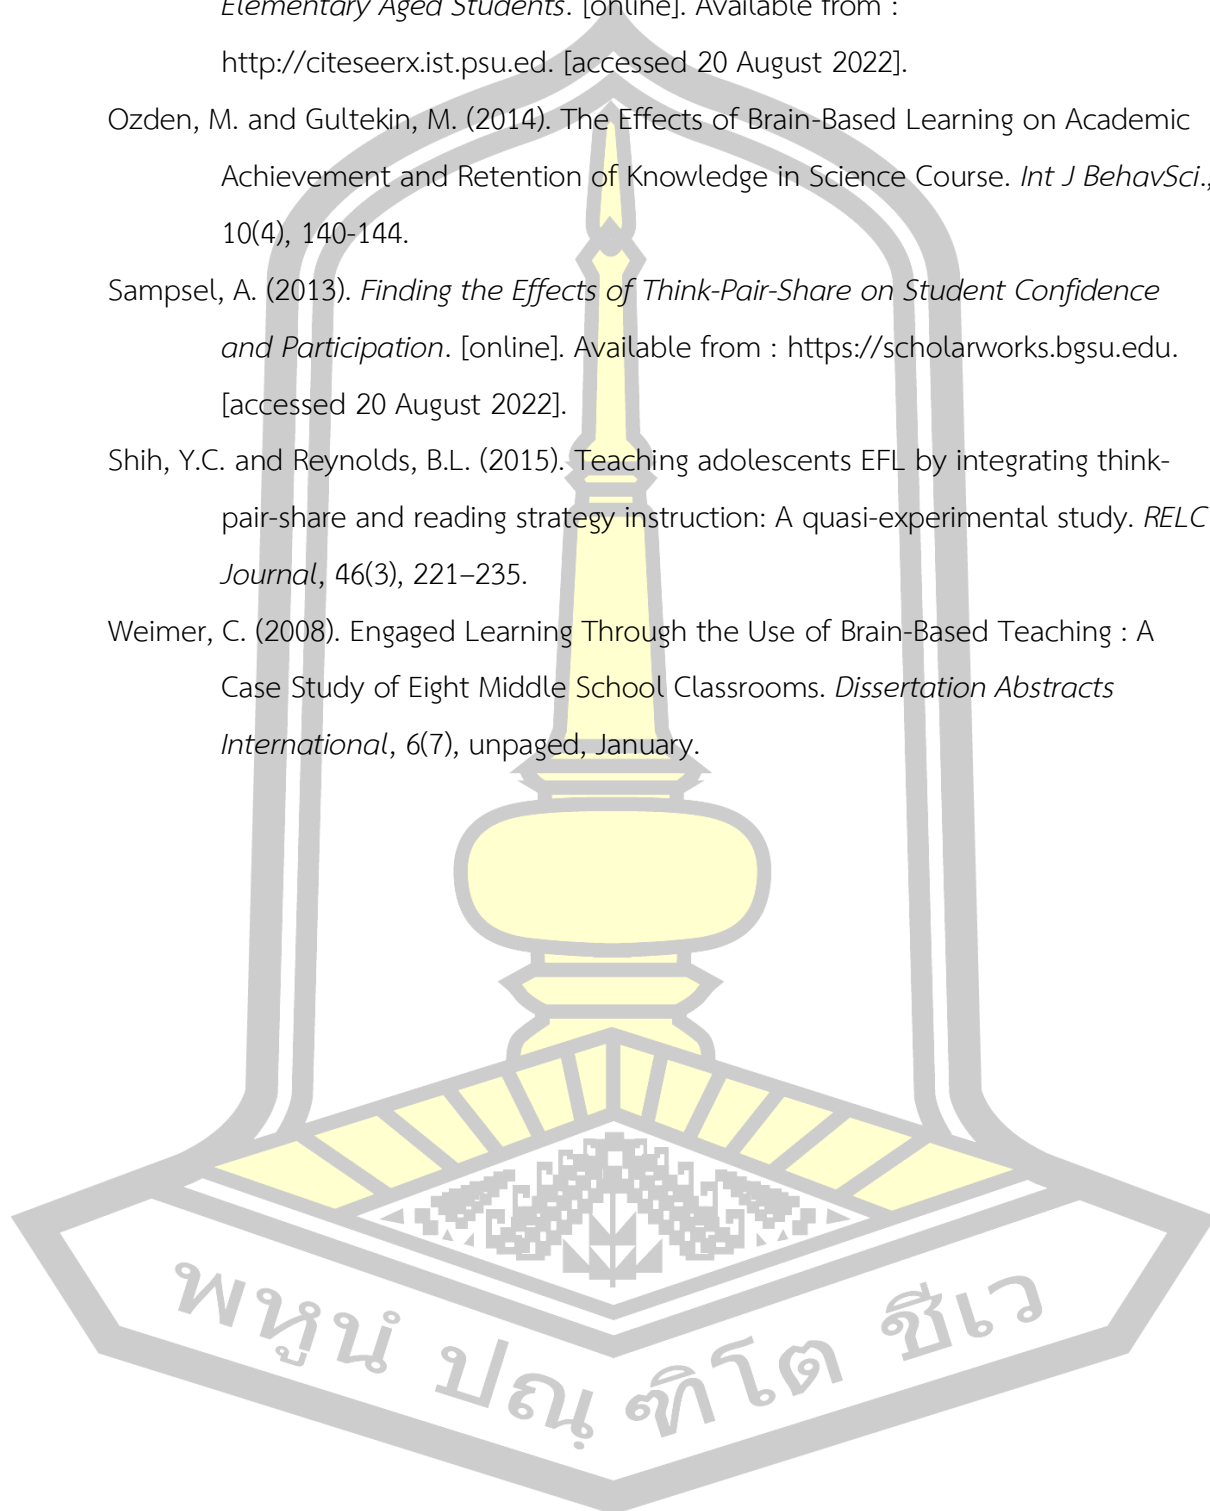 Elementary Aged Students. [online]. Available from :
http://citeseerx.ist.psu.ed. [accessed 20 August 2022].
Ozden, M. and Gultekin, M. (2014). The Effects of Brain-Based Learning on Academic
Achievement and Retention of Knowledge in Science Course. Int J BehavSci.,
10(4), 140-144.
Sampsel, A. (2013). Finding the Effects of Think-Pair-Share on Student Confidence
and Participation. [online]. Available from : https://scholarworks.bgsu.edu.
[accessed 20 August 2022].
Shih, Y.C. and Reynolds, B.L. (2015). Teaching adolescents EFL by integrating think-
pair-share and reading strategy instruction: A quasi-experimental study. RELC
Journal, 46(3), 221–235.
Weimer, C. (2008). Engaged Learning Through the Use of Brain-Based Teaching : A
Case Study of Eight Middle School Classrooms. Dissertation Abstracts
International, 6(7), unpaged, January.
พหูนํ ปณฺ ฑิโต ชีเว